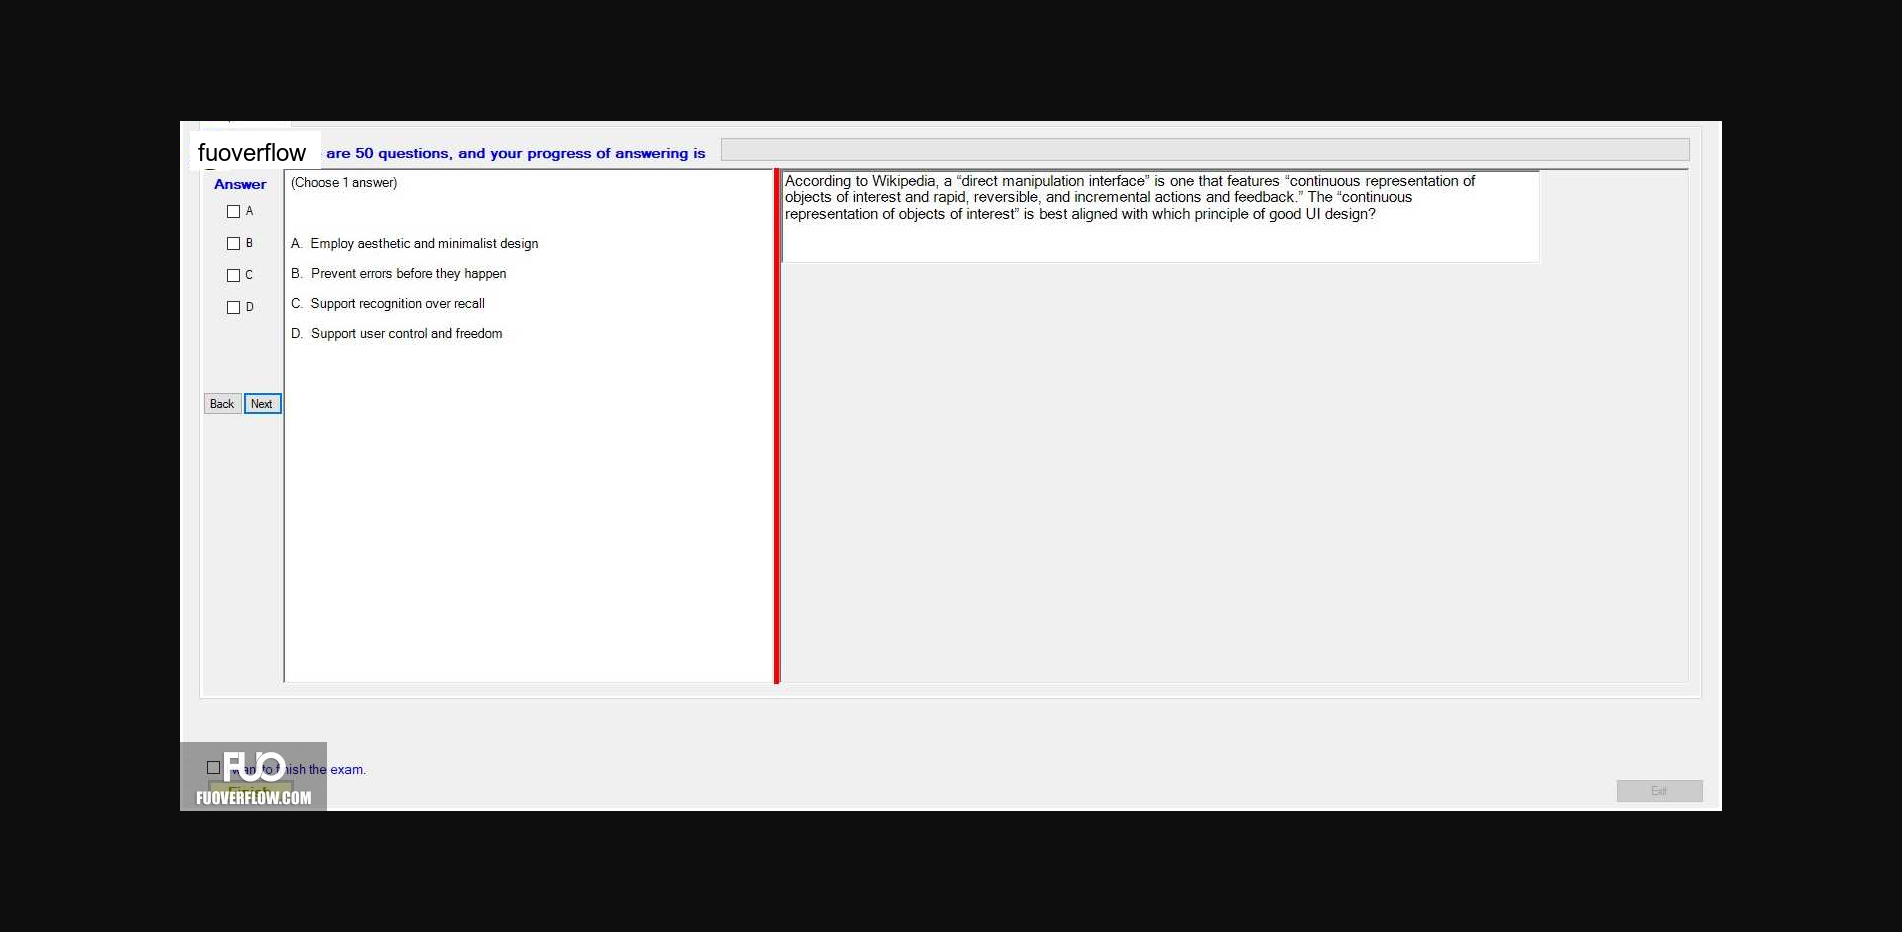 fuoverflow are 50 questions, and your progress of answering is
Answer
A
B
C
D
Back Next
(Choose 1 answer)
A. Employ aesthetic and minimalist design
B. Prevent errors before they happen
C. Support recognition over recall
D. Support user control and freedom
According to Wikipedia, a “direct manipulation interface” is one that features “continuous representation of
objects of interest and rapid, reversible, and incremental actions and feedback.” The “continuous
representation of objects of interest” is best aligned with which principle of good UI design?
FUO
to finish the exam.
FUOVERFLOW.COM
Exit